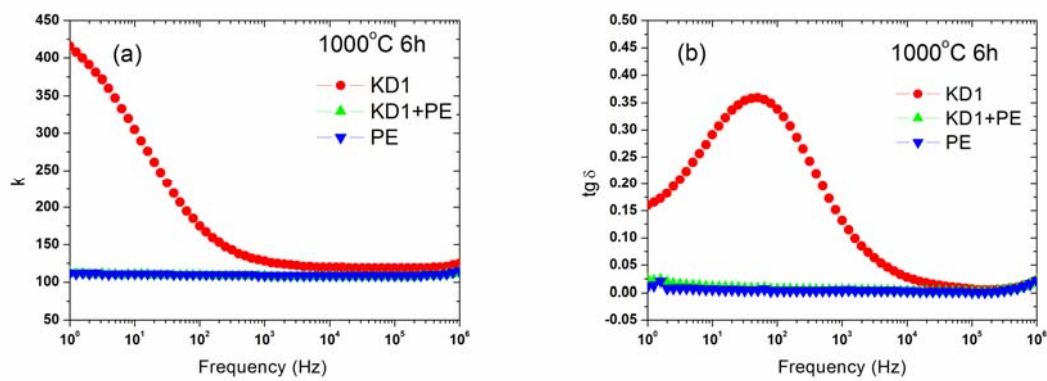 450
400
350
300
250
200
150
100
50
k
(a)
1000°C 6h
KD1
KD1+PE
PE
10⁰ 10¹ 10² 10³ 10⁴ 10⁵ 10⁶
Frequency (Hz)
0.50
0.45
0.40
0.35
0.30
0.25
0.20
0.15
0.10
0.05
0.00
-0.05
tg δ
(b)
1000°C 6h
KD1
KD1+PE
PE
10⁰ 10¹ 10² 10³ 10⁴ 10⁵ 10⁶
Frequency (Hz)